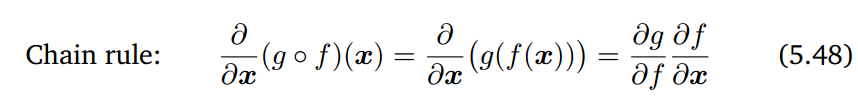 Chain rule: ∂/∂𝒙 (g ∘ f)(𝒙) = ∂/∂𝒙 (g(f(𝒙))) = ∂g/∂f ∂f/∂𝒙 (5.48)